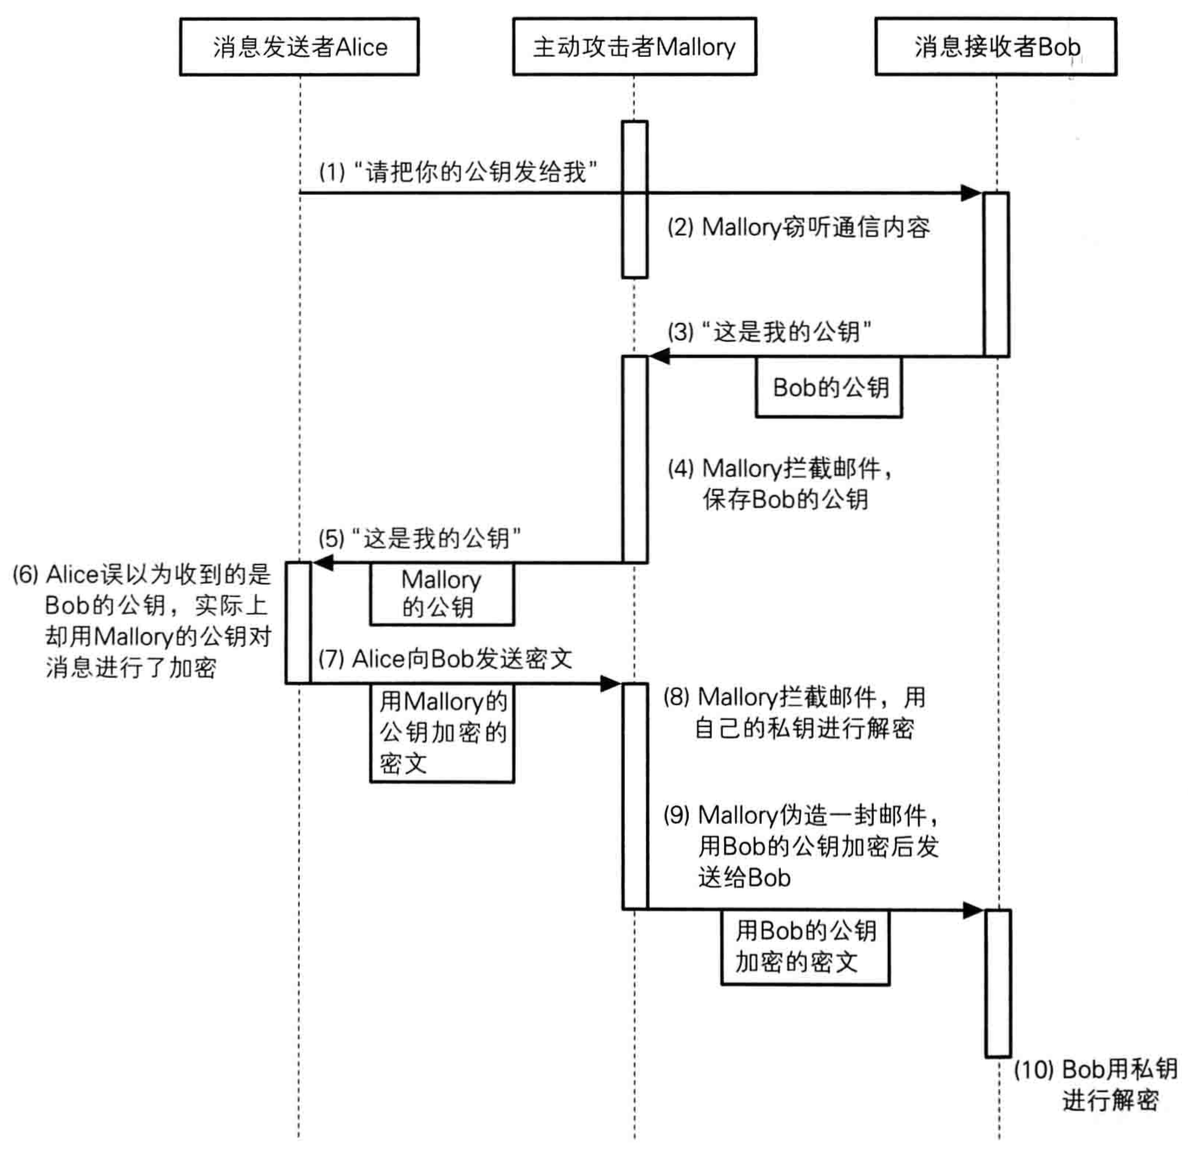 消息发送者Alice
主动攻击者Mallory
消息接收者Bob
(1) “请把你的公钥发给我”
(2) Mallory窃听通信内容
(3) “这是我的公钥”
Bob的公钥
(4) Mallory拦截邮件，
保存Bob的公钥
(5) “这是我的公钥”
Mallory
的公钥
(6) Alice误以为收到的是
Bob的公钥，实际上
却用Mallory的公钥对
消息进行了加密
(7) Alice向Bob发送密文
用Mallory的
公钥加密的
密文
(8) Mallory拦截邮件，用
自己的私钥进行解密
(9) Mallory伪造一封邮件，
用Bob的公钥加密后发
送给Bob
用Bob的公钥
加密的密文
(10) Bob用私钥
进行解密